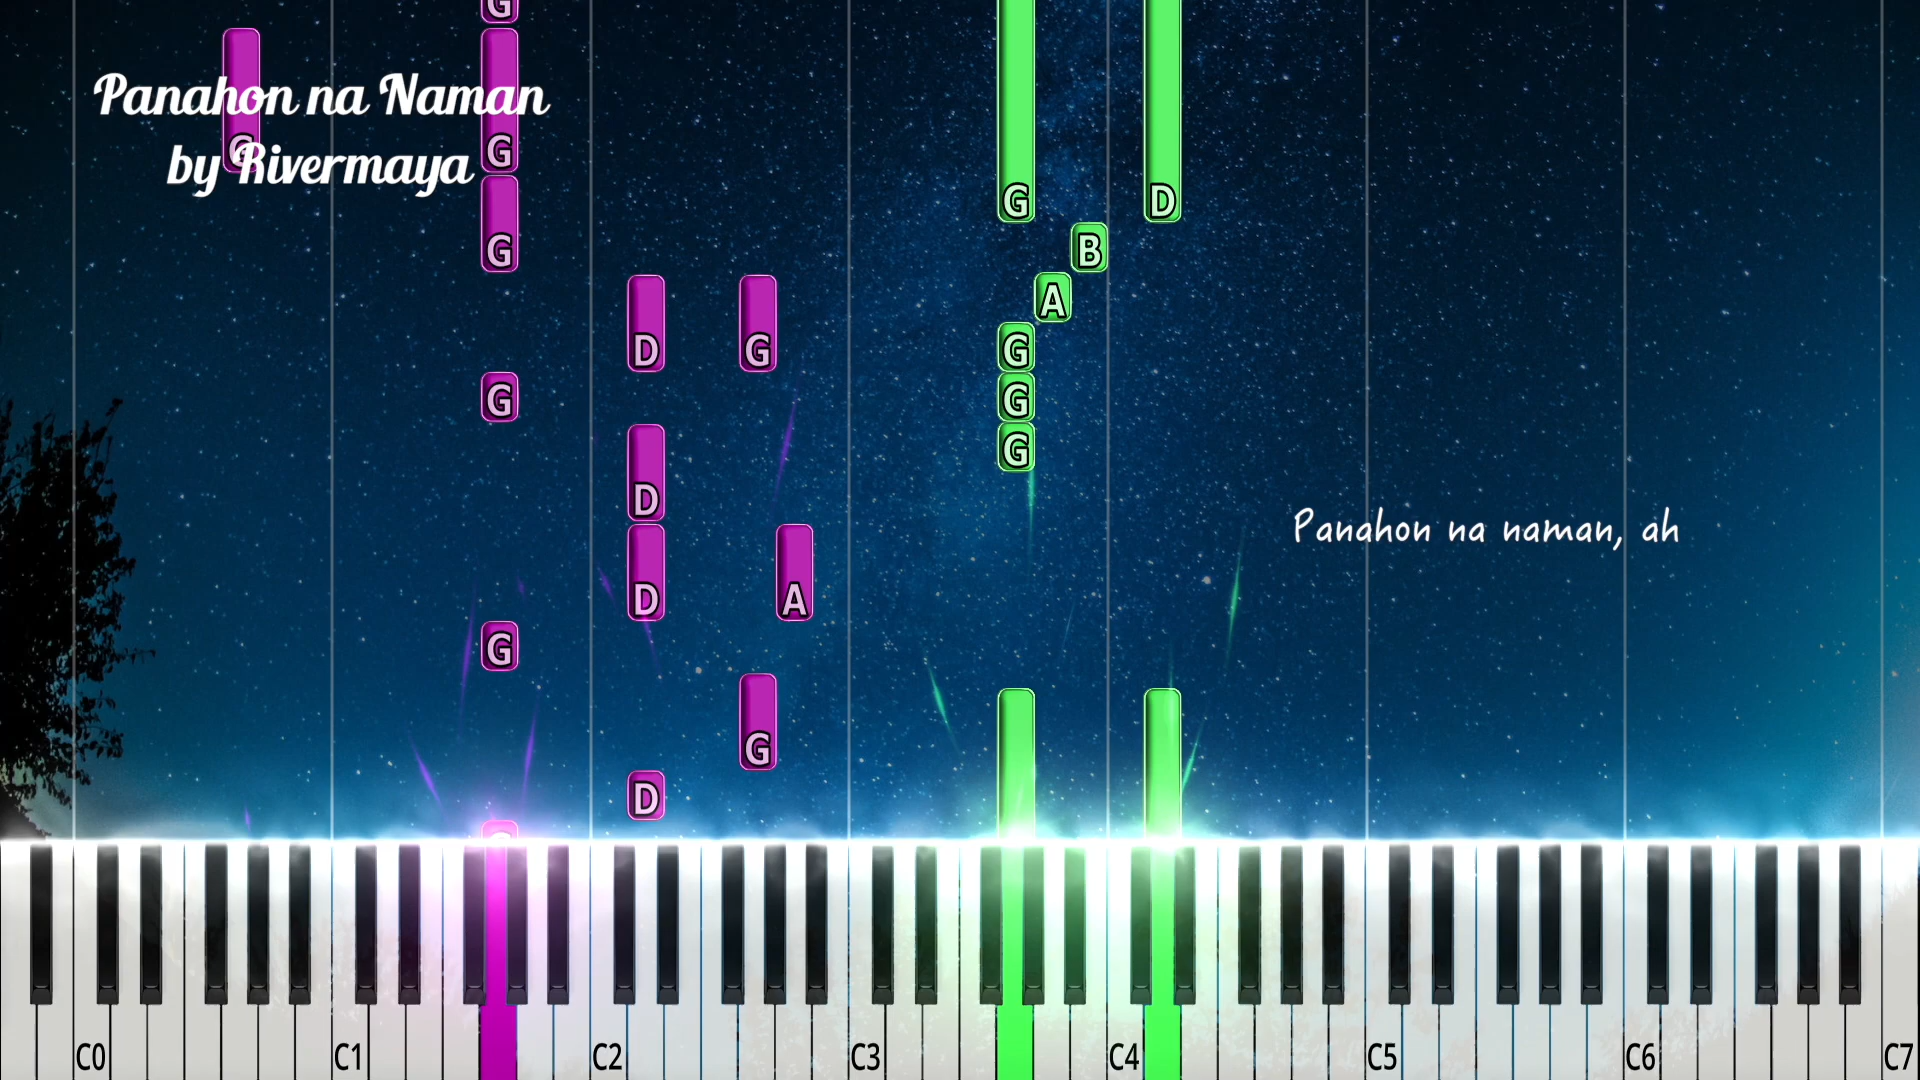 Panahon na Naman
by Rivermaya
G
G
G
G
G
D
B
A
D
G
G
G
G
G
D
D
A
G
G
D
Panahon na naman, ah
C0
C1
C2
C3
C4
C5
C6
C7